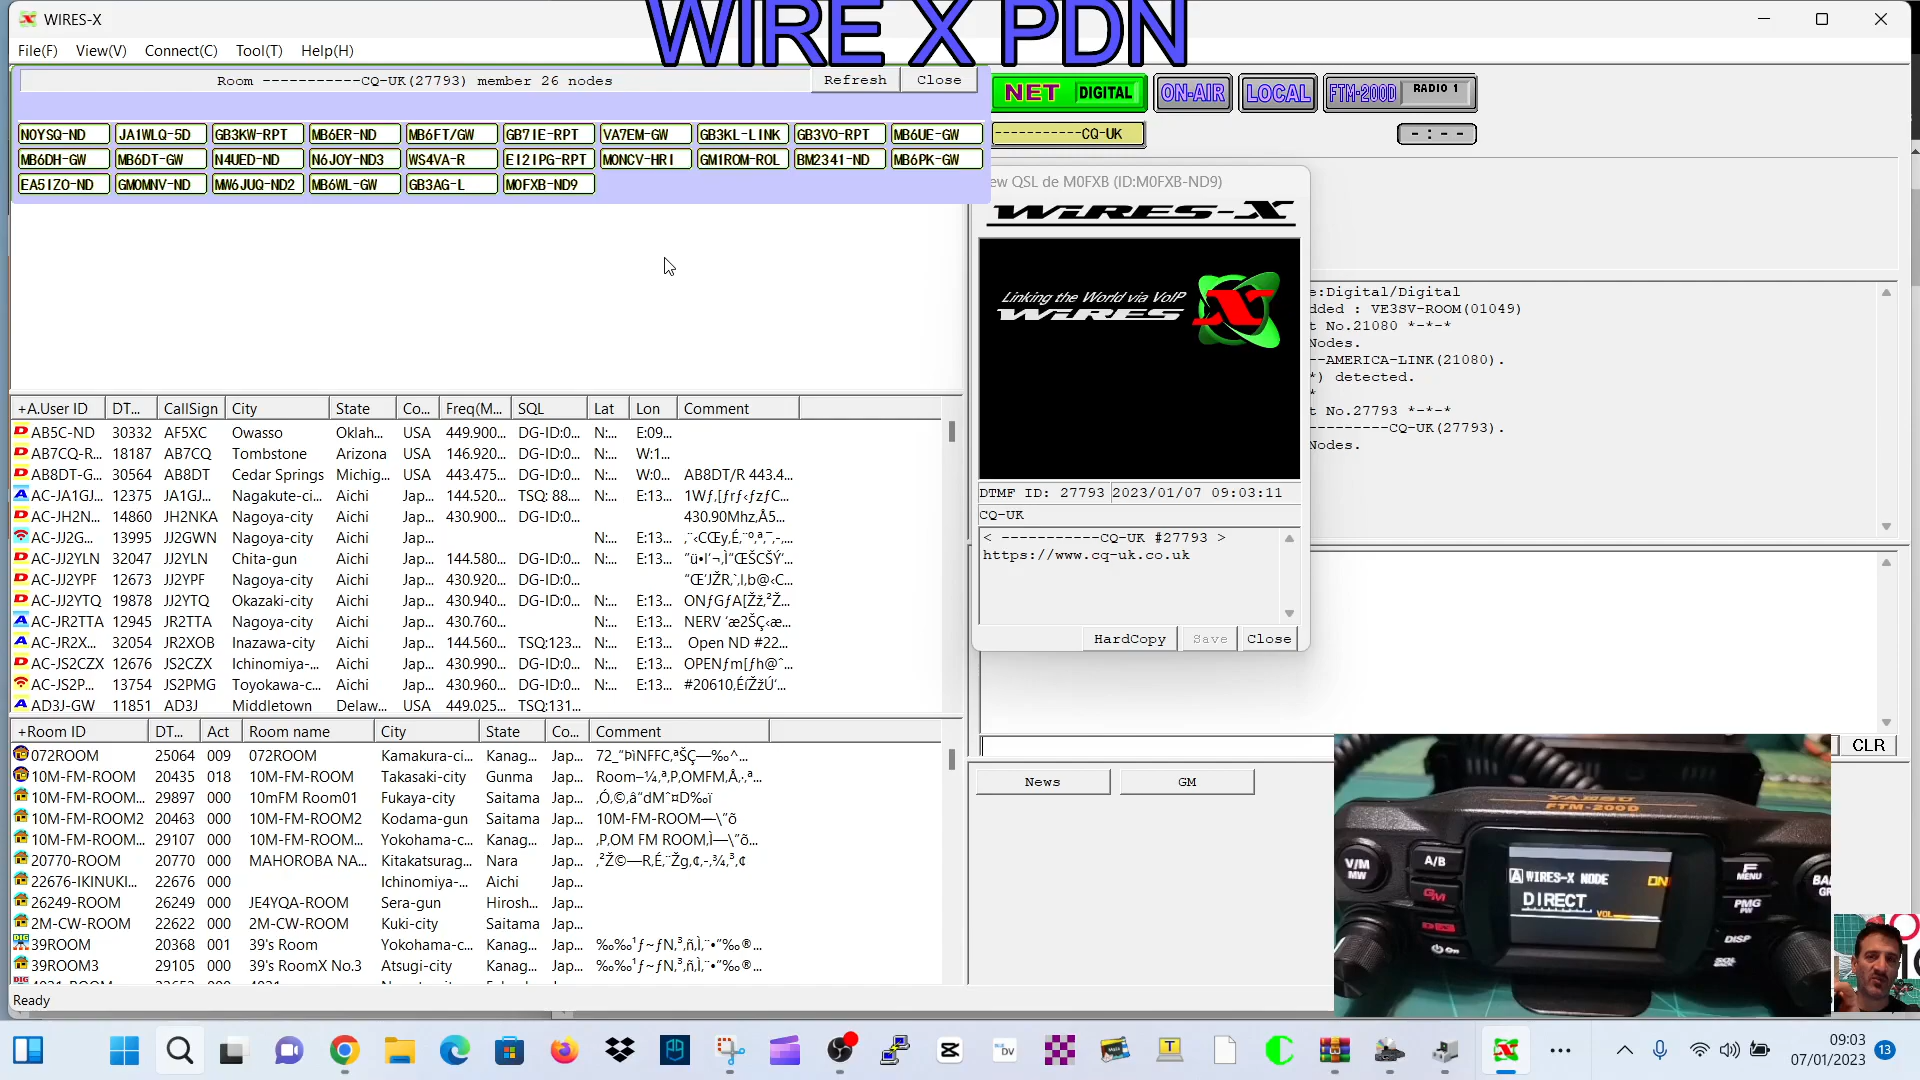 WIRES-X
WIRE X PDN
File(F) View(V) Connect(C) Tool(T) Help(H)
Room -----------CQ-UK(27793) member 26 nodes Refresh Close
N0YSQ-ND JA1WLQ-5D GB3KW-RPT MB6ER-ND MB6FT/GW GB7IE-RPT VA7EM-GW GB3KL-LINK GB3VO-RPT MB6UE-GW
MB6DH-GW MB6DT-GW N4UED-ND N6JOY-ND3 WS4VA-R EI2IPG-RPT M0NCV-HRI GM1ROM-ROL BM2341-ND MB6PK-GW
EA5IZO-ND GM0MNV-ND MW6JUQ-ND2 MB6WL-GW GB3AG-L M0FXB-ND9
NET DIGITAL ON-AIR LOCAL FTM-200D RADIO 1
-----------CQ-UK - : - -
ew QSL de M0FXB (ID:M0FXB-ND9)
WiRES-X
Linking the World via VoIP
WiRES X
DTMF ID: 27793 2023/01/07 09:03:11
CQ-UK
< -----------CQ-UK #27793 >
https://www.cq-uk.co.uk
HardCopy Save Close
e:Digital/Digital
dded : VE3SV-ROOM(01049)
t No.21080 *-*-*
Nodes.
--AMERICA-LINK(21080).
*) detected.
*
t No.27793 *-*-*
---------CQ-UK(27793).
Nodes.
+A.User ID DT... CallSign City State Co... Freq(M... SQL Lat Lon Comment
AB5C-ND 30332 AF5XC Owasso Oklah... USA 449.900... DG-ID:0... N:... E:09...
AB7CQ-R... 18187 AB7CQ Tombstone Arizona USA 146.920... DG-ID:0... N:... W:1...
AB8DT-G... 30564 AB8DT Cedar Springs Michig... USA 443.475... DG-ID:0... N:... W:0... AB8DT/R 443.4...
AC-JA1GJ... 12375 JA1GJ... Nagakute-ci... Aichi Jap... 144.520... TSQ: 88... N:... E:13...
AC-JH2N... 14860 JH2NKA Nagoya-city Aichi Jap... 430.900... DG-ID:0... 430.90Mhz,Å5...
AC-JJ2G... 13995 JJ2GWN Nagoya-city Aichi Jap... N:... E:13...
AC-JJ2YLN 32047 JJ2YLN Chita-gun Aichi Jap... 144.580... DG-ID:0... N:... E:13...
AC-JJ2YPF 12673 JJ2YPF Nagoya-city Aichi Jap... 430.920... DG-ID:0...
AC-JJ2YTQ 19878 JJ2YTQ Okazaki-city Aichi Jap... 430.940... DG-ID:0... N:... E:13...
AC-JR2TTA 12945 JR2TTA Nagoya-city Aichi Jap... 430.760... N:... E:13...
AC-JR2X... 32054 JR2XOB Inazawa-city Aichi Jap... 144.560... TSQ:123... N:... E:13... Open ND #22...
AC-JS2CZX 12676 JS2CZX Ichinomiya-... Aichi Jap... 430.990... DG-ID:0... N:... E:13...
AC-JS2P... 13754 JS2PMG Toyokawa-c... Aichi Jap... 430.960... DG-ID:0... N:... E:13...
AD3J-GW 11851 AD3J Middletown Delaw... USA 449.025... TSQ:131...
+Room ID DT... Act Room name City State Co... Comment
072ROOM 25064 009 072ROOM Kamakura-ci... Kanag... Jap...
10M-FM-ROOM 20435 018 10M-FM-ROOM Takasaki-city Gunma Jap...
10M-FM-ROOM... 29897 000 10mFM Room01 Fukaya-city Saitama Jap...
10M-FM-ROOM2 20463 000 10M-FM-ROOM2 Kodama-gun Saitama Jap...
10M-FM-ROOM... 29107 000 10M-FM-ROOM... Yokohama-c... Kanag... Jap...
20770-ROOM 20770 000 MAHOROBA NA... Kitakatsurag... Nara Jap...
22676-IKINUKI... 22676 000 Ichinomiya-... Aichi Jap...
26249-ROOM 26249 000 JE4YQA-ROOM Sera-gun Hirosh... Jap...
2M-CW-ROOM 22622 000 2M-CW-ROOM Kuki-city Saitama Jap...
39ROOM 20368 001 39's Room Yokohama-c... Kanag... Jap...
39ROOM3 29105 000 39's RoomX No.3 Atsugi-city Kanag... Jap...
CLR
News GM
YAESU
FTM-200D
V/M MW A/B GM F MENU PMG PW DISP SQL BACK
A WIRES-X NODE ON
DIRECT
VOL
Ready
09:03
07/01/2023 13